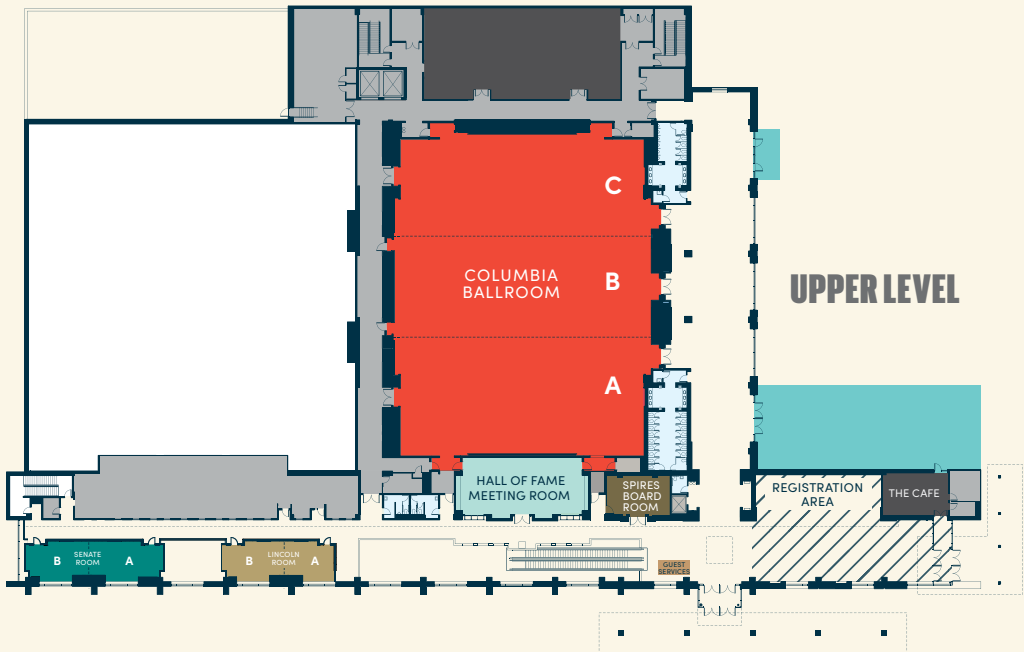 C
COLUMBIA
BALLROOM
B
A
UPPER LEVEL
HALL OF FAME
MEETING ROOM
SPIRES
BOARD
ROOM
REGISTRATION
AREA
THE CAFE
B
SENATE
ROOM
A
B
LINCOLN
ROOM
A
GUEST
SERVICES